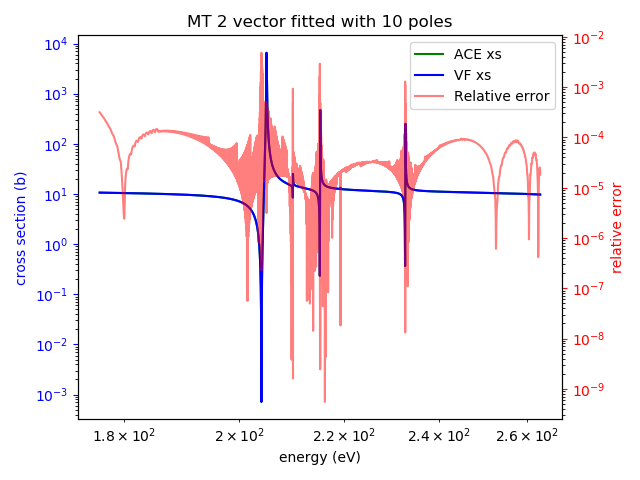 MT 2 vector fitted with 10 poles
ACE xs
VF xs
Relative error
cross section (b)
10^4
10^3
10^2
10^1
10^0
10^−1
10^−2
10^−3
10^−2
10^−3
10^−4
10^−5
10^−6
10^−7
10^−8
10^−9
relative error
1.8 × 10^2
2 × 10^2
2.2 × 10^2
2.4 × 10^2
2.6 × 10^2
energy (eV)